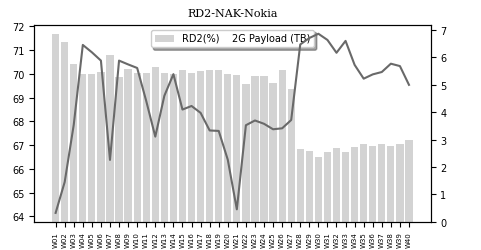 RD2-NAK-Nokia
RD2(%) 2G Payload (TB)
72
71
70
69
68
67
66
65
64
7
6
5
4
3
2
1
0
W01
W02
W03
W04
W05
W06
W07
W08
W09
W10
W11
W12
W13
W14
W15
W16
W17
W18
W19
W20
W21
W22
W23
W24
W25
W26
W27
W28
W29
W30
W31
W32
W33
W34
W35
W36
W37
W38
W39
W40